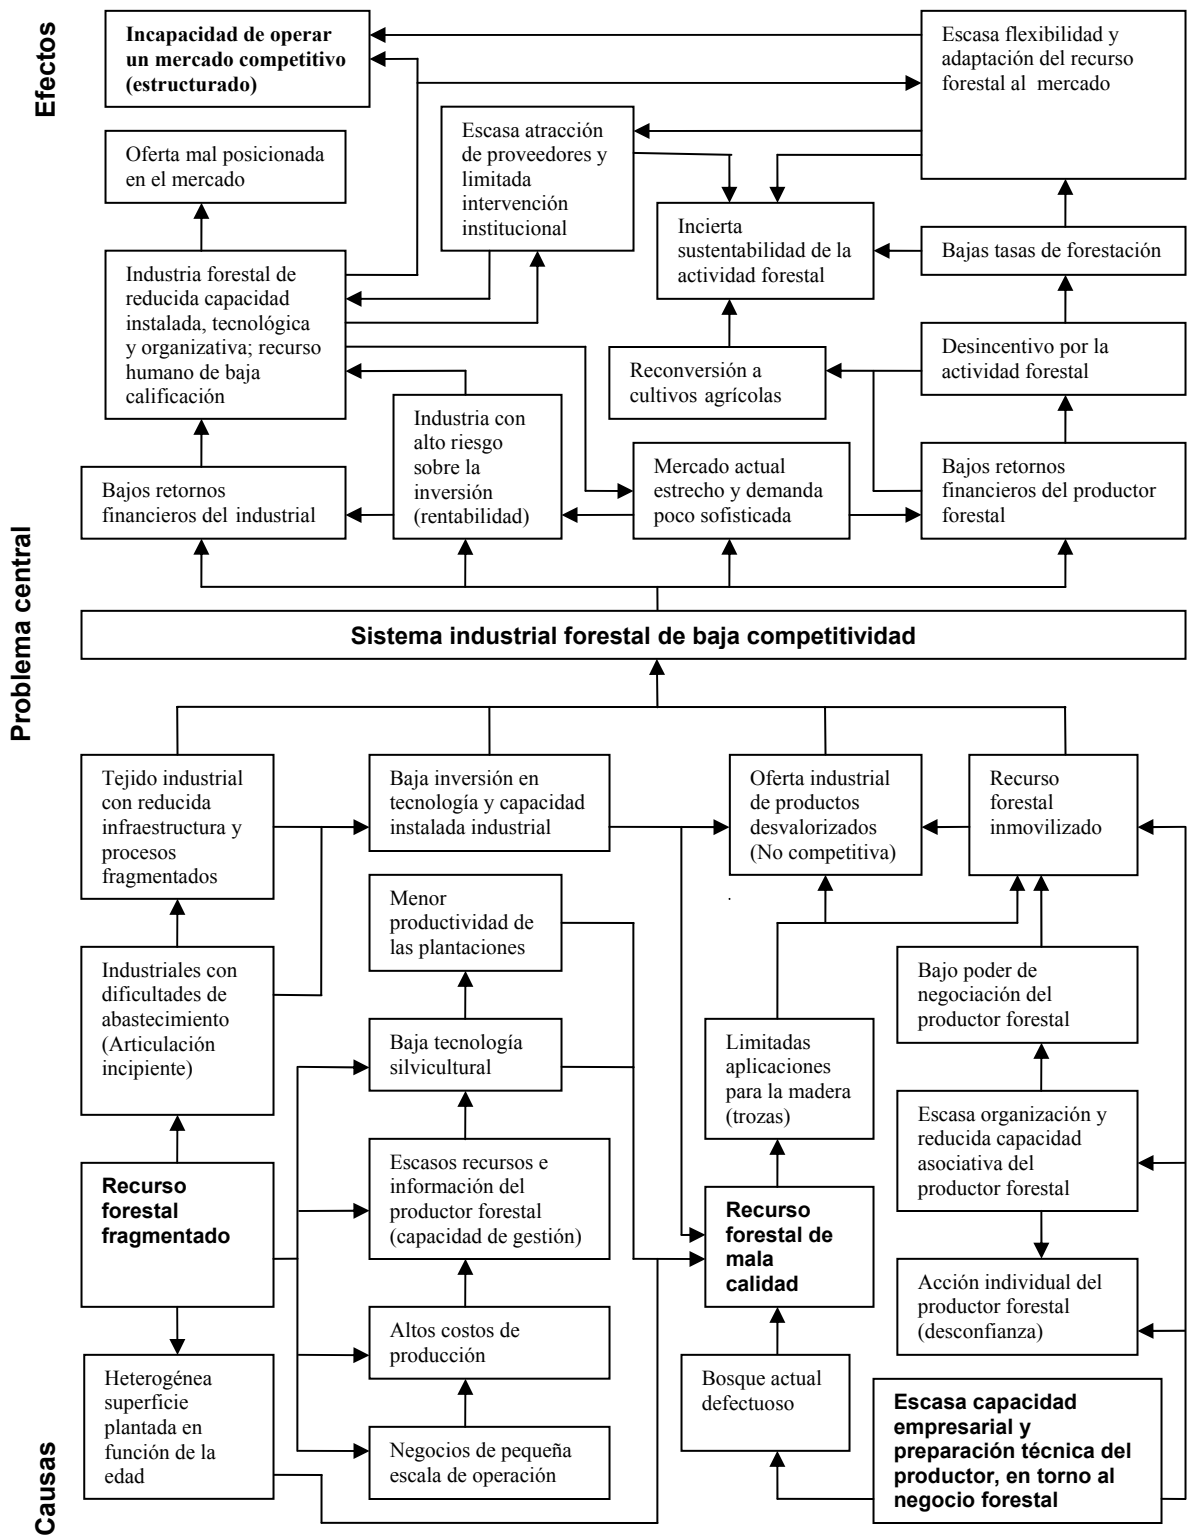 Efectos
Incapacidad de operar
un mercado competitivo
(estructurado)
Escasa flexibilidad y
adaptación del recurso
forestal al mercado
Escasa atracción
de proveedores y
limitada
intervención
institucional
Oferta mal posicionada
en el mercado
Incierta
sustentabilidad de la
actividad forestal
Bajas tasas de forestación
Industria forestal de
reducida capacidad
instalada, tecnológica
y organizativa; recurso
humano de baja
calificación
Reconversión a
cultivos agrícolas
Desincentivo por la
actividad forestal
Industria con
alto riesgo
sobre la
inversión
(rentabilidad)
Bajos retornos
financieros del industrial
Mercado actual
estrecho y demanda
poco sofisticada
Bajos retornos
financieros del productor
forestal
Problema central
Sistema industrial forestal de baja competitividad
Tejido industrial
con reducida
infraestructura y
procesos
fragmentados
Baja inversión en
tecnología y capacidad
instalada industrial
Oferta industrial
de productos
desvalorizados
(No competitiva)
Recurso
forestal
inmovilizado
Menor
productividad de
las plantaciones
.
Industriales con
dificultades de
abastecimiento
(Articulación
incipiente)
Bajo poder de
negociación del
productor forestal
Baja tecnología
silvicultural
Limitadas
aplicaciones
para la madera
(trozas)
Escasa organización y
reducida capacidad
asociativa del
productor forestal
Recurso
forestal
fragmentado
Escasos recursos e
información del
productor forestal
(capacidad de gestión)
Recurso
forestal de
mala
calidad
Acción individual del
productor forestal
(desconfianza)
Altos costos de
producción
Heterogénea
superficie
plantada en
función de la
edad
Bosque actual
defectuoso
Escasa capacidad
empresarial y
preparación técnica del
productor, en torno al
negocio forestal
Negocios de pequeña
escala de operación
Causas